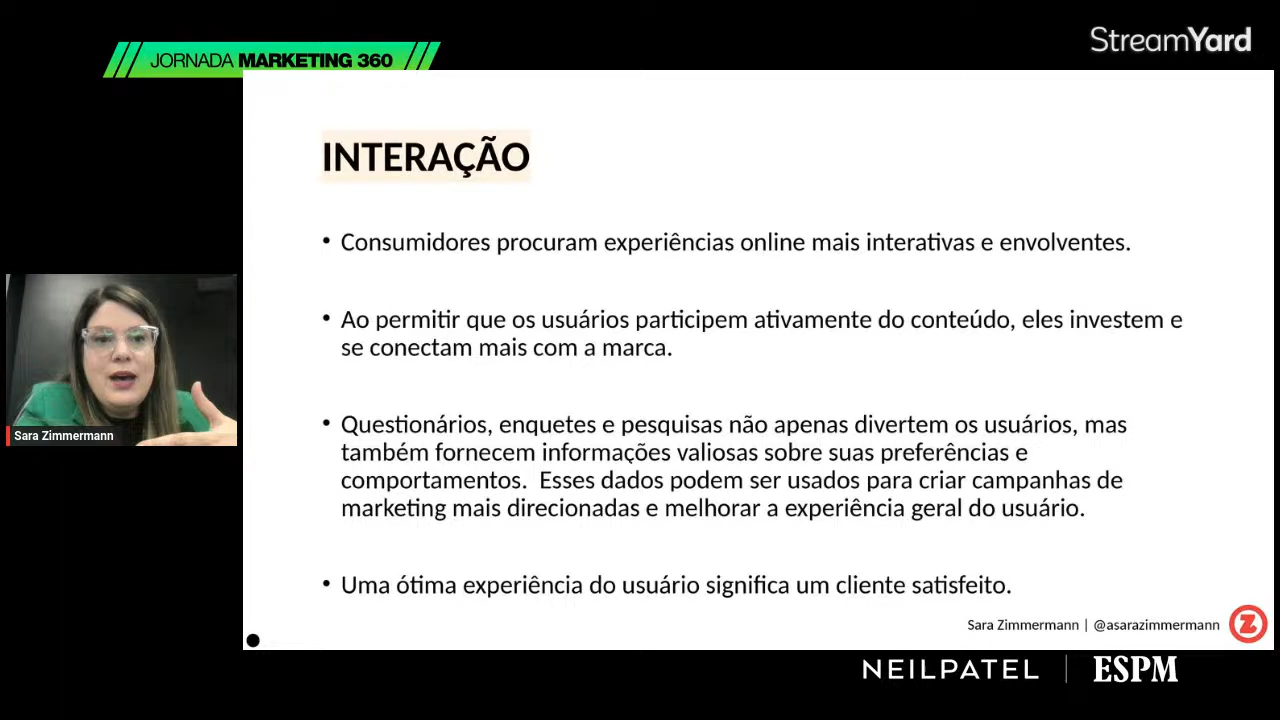 JORNADA MARKETING 360
StreamYard
INTERAÇÃO
• Consumidores procuram experiências online mais interativas e envolventes.
• Ao permitir que os usuários participem ativamente do conteúdo, eles investem e
se conectam mais com a marca.
• Questionários, enquetes e pesquisas não apenas divertem os usuários, mas
também fornecem informações valiosas sobre suas preferências e
comportamentos.  Esses dados podem ser usados para criar campanhas de
marketing mais direcionadas e melhorar a experiência geral do usuário.
• Uma ótima experiência do usuário significa um cliente satisfeito.
Sara Zimmermann
Sara Zimmermann | @asarazimmermann
Z
NEILPATEL | ESPM